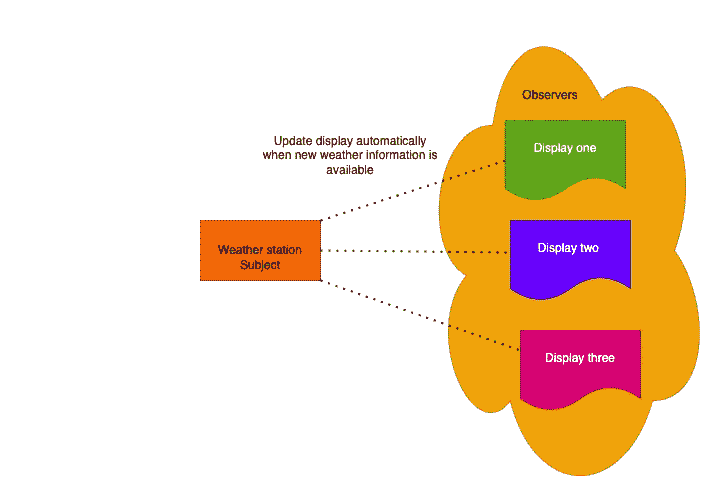 Observers
Update display automatically
when new weather information is
available
Display one
Weather station
Subject
Display two
Display three